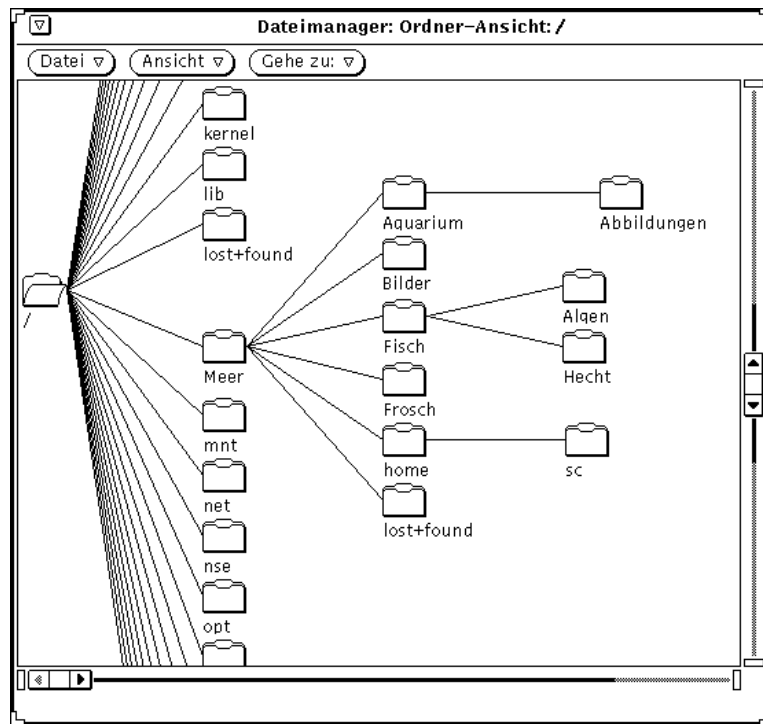 Dateimanager: Ordner-Ansicht: /
Datei Ansicht Gehe zu:
kernel
lib
lost+found
/
Meer
mnt
net
nse
opt
Aquarium
Bilder
Fisch
Frosch
home
lost+found
Abbildungen
Algen
Hecht
sc